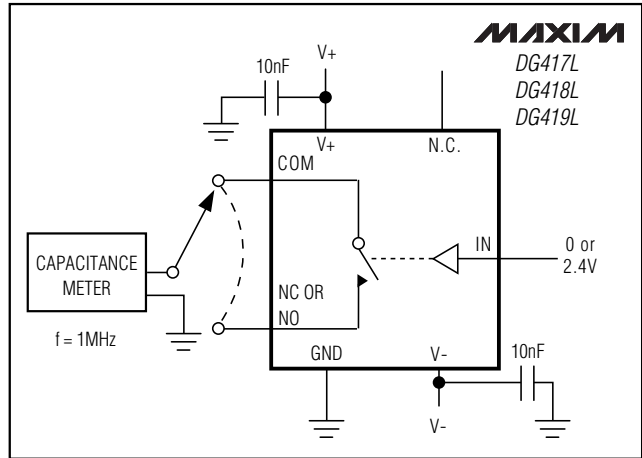 MAXIM
DG417L
DG418L
DG419L
10nF
V+
V+
N.C.
COM
IN
0 or
2.4V
CAPACITANCE
METER
f = 1MHz
NC OR
NO
GND
V-
10nF
V-